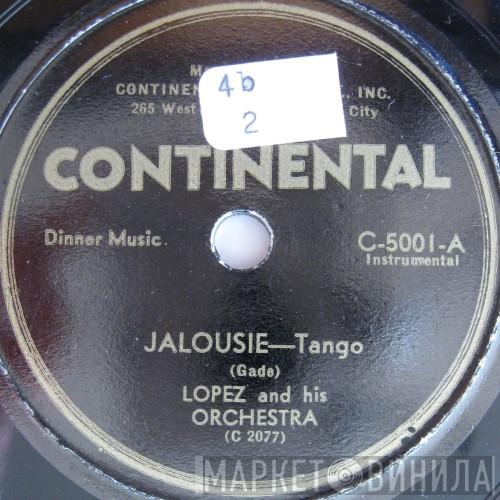 CONTINEN , INC.
265 West City
4b
2
CONTINENTAL
Dinner Music
C-5001-A
Instrumental
JALOUSIE—Tango
(Gade)
LOPEZ and his
ORCHESTRA
(C 2077)
МАРКЕТ ВИНИЛА